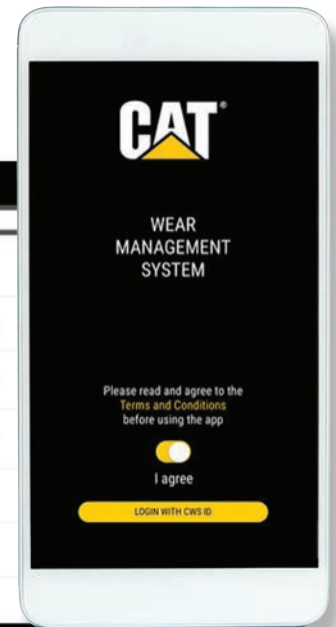 CAT®
WEAR
MANAGEMENT
SYSTEM
Please read and agree to the
Terms and Conditions
before using the app
I agree
LOGIN WITH CWS ID